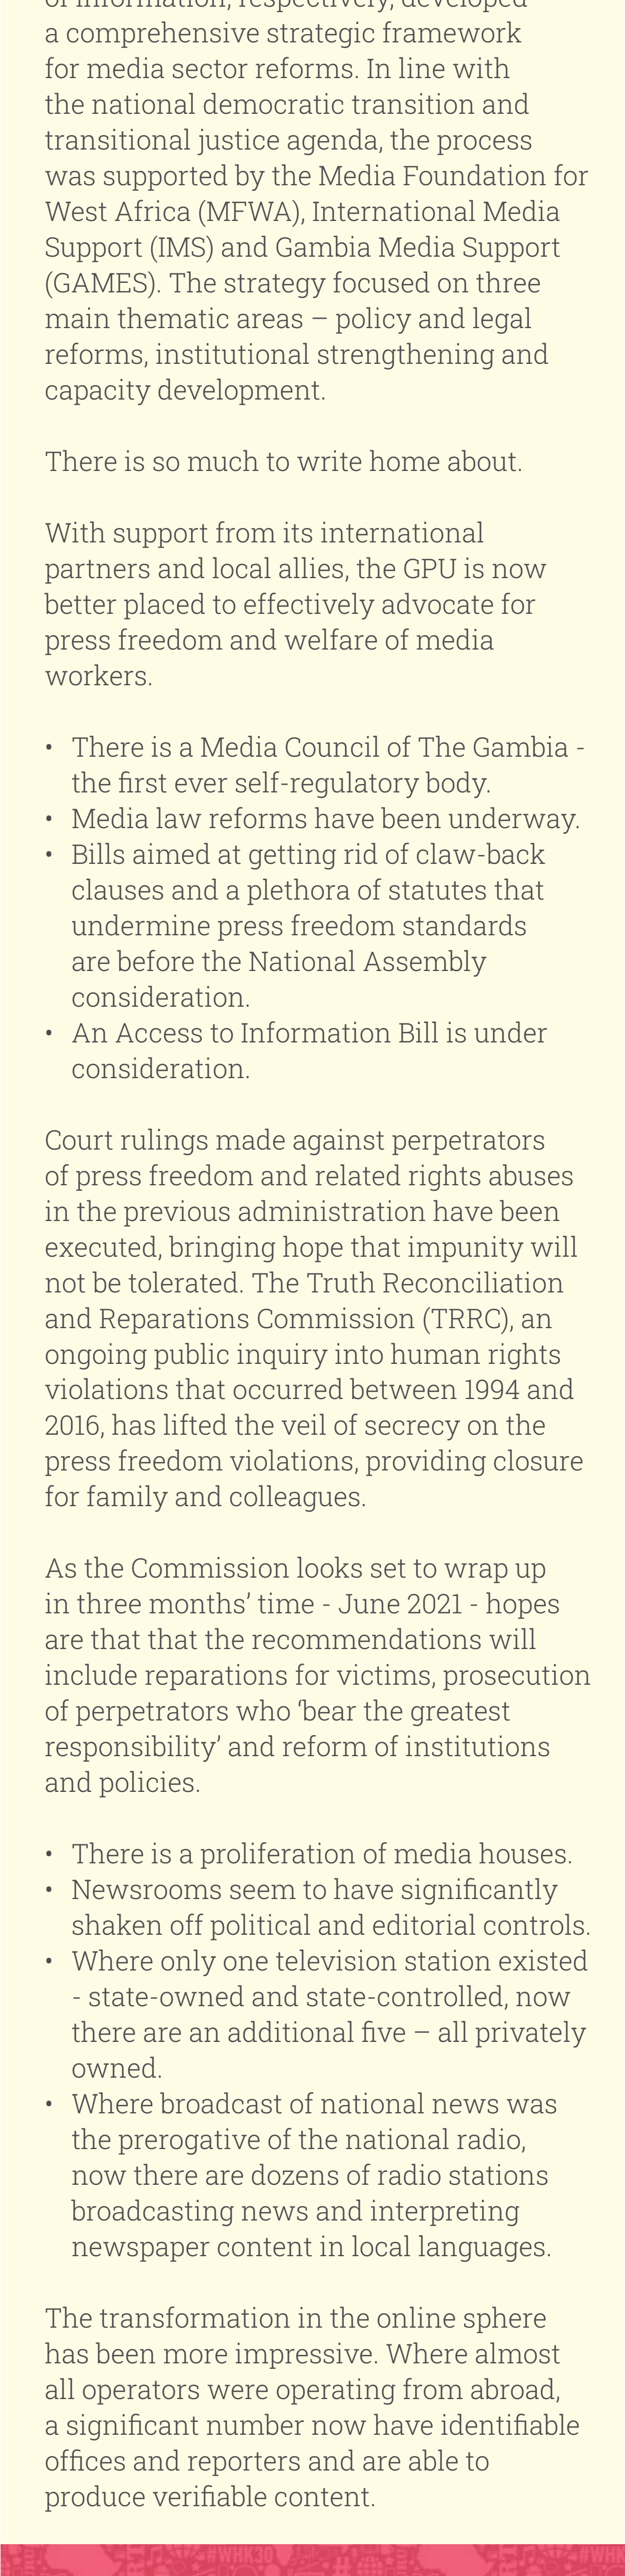 of information, respectively, developed
a comprehensive strategic framework
for media sector reforms. In line with
the national democratic transition and
transitional justice agenda, the process
was supported by the Media Foundation for
West Africa (MFWA), International Media
Support (IMS) and Gambia Media Support
(GAMES). The strategy focused on three
main thematic areas – policy and legal
reforms, institutional strengthening and
capacity development.
There is so much to write home about.
With support from its international
partners and local allies, the GPU is now
better placed to effectively advocate for
press freedom and welfare of media
workers.
• There is a Media Council of The Gambia -
the first ever self-regulatory body.
• Media law reforms have been underway.
• Bills aimed at getting rid of claw-back
clauses and a plethora of statutes that
undermine press freedom standards
are before the National Assembly
consideration.
• An Access to Information Bill is under
consideration.
Court rulings made against perpetrators
of press freedom and related rights abuses
in the previous administration have been
executed, bringing hope that impunity will
not be tolerated. The Truth Reconciliation
and Reparations Commission (TRRC), an
ongoing public inquiry into human rights
violations that occurred between 1994 and
2016, has lifted the veil of secrecy on the
press freedom violations, providing closure
for family and colleagues.
As the Commission looks set to wrap up
in three months’ time - June 2021 - hopes
are that that the recommendations will
include reparations for victims, prosecution
of perpetrators who ‘bear the greatest
responsibility’ and reform of institutions
and policies.
• There is a proliferation of media houses.
• Newsrooms seem to have significantly
shaken off political and editorial controls.
• Where only one television station existed
- state-owned and state-controlled, now
there are an additional five – all privately
owned.
• Where broadcast of national news was
the prerogative of the national radio,
now there are dozens of radio stations
broadcasting news and interpreting
newspaper content in local languages.
The transformation in the online sphere
has been more impressive. Where almost
all operators were operating from abroad,
a significant number now have identifiable
offices and reporters and are able to
produce verifiable content.
#WHK30